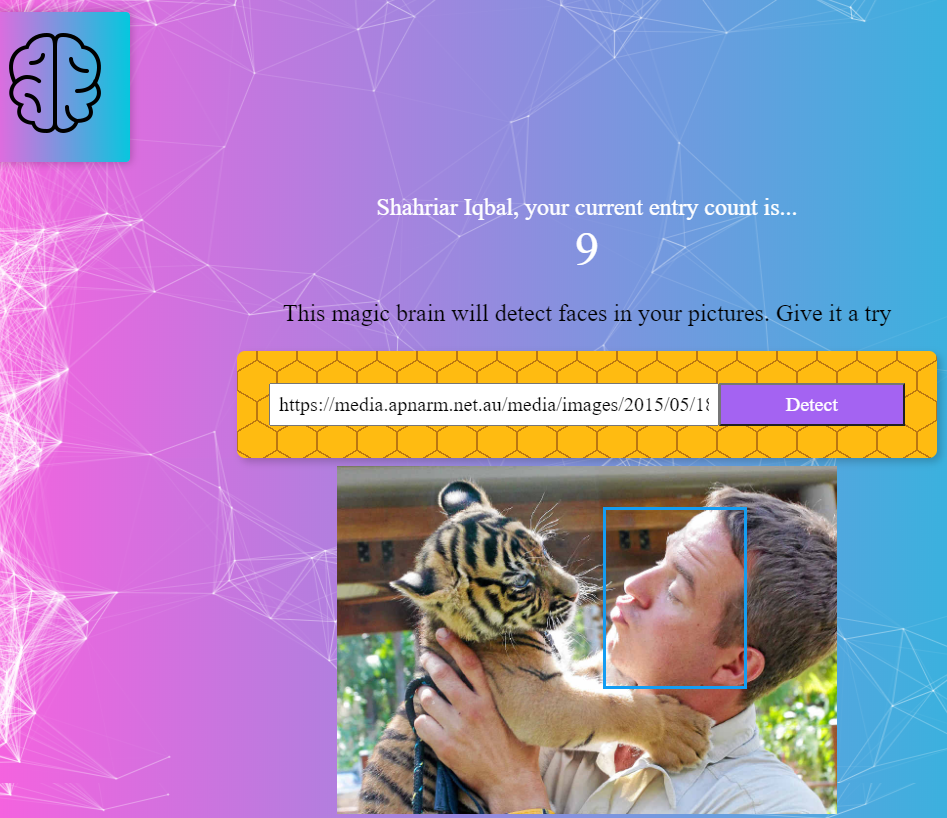 Shahriar Iqbal, your current entry count is...
9
This magic brain will detect faces in your pictures. Give it a try
https://media.apnarm.net.au/media/images/2015/05/18
Detect